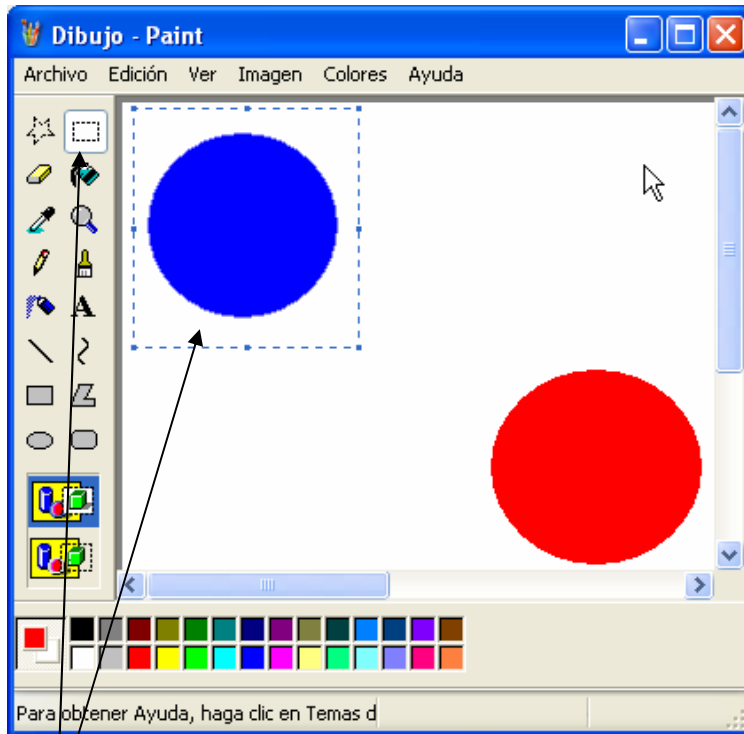 Dibujo - Paint
Archivo Edición Ver Imagen Colores Ayuda
A
Para obtener Ayuda, haga clic en Temas d